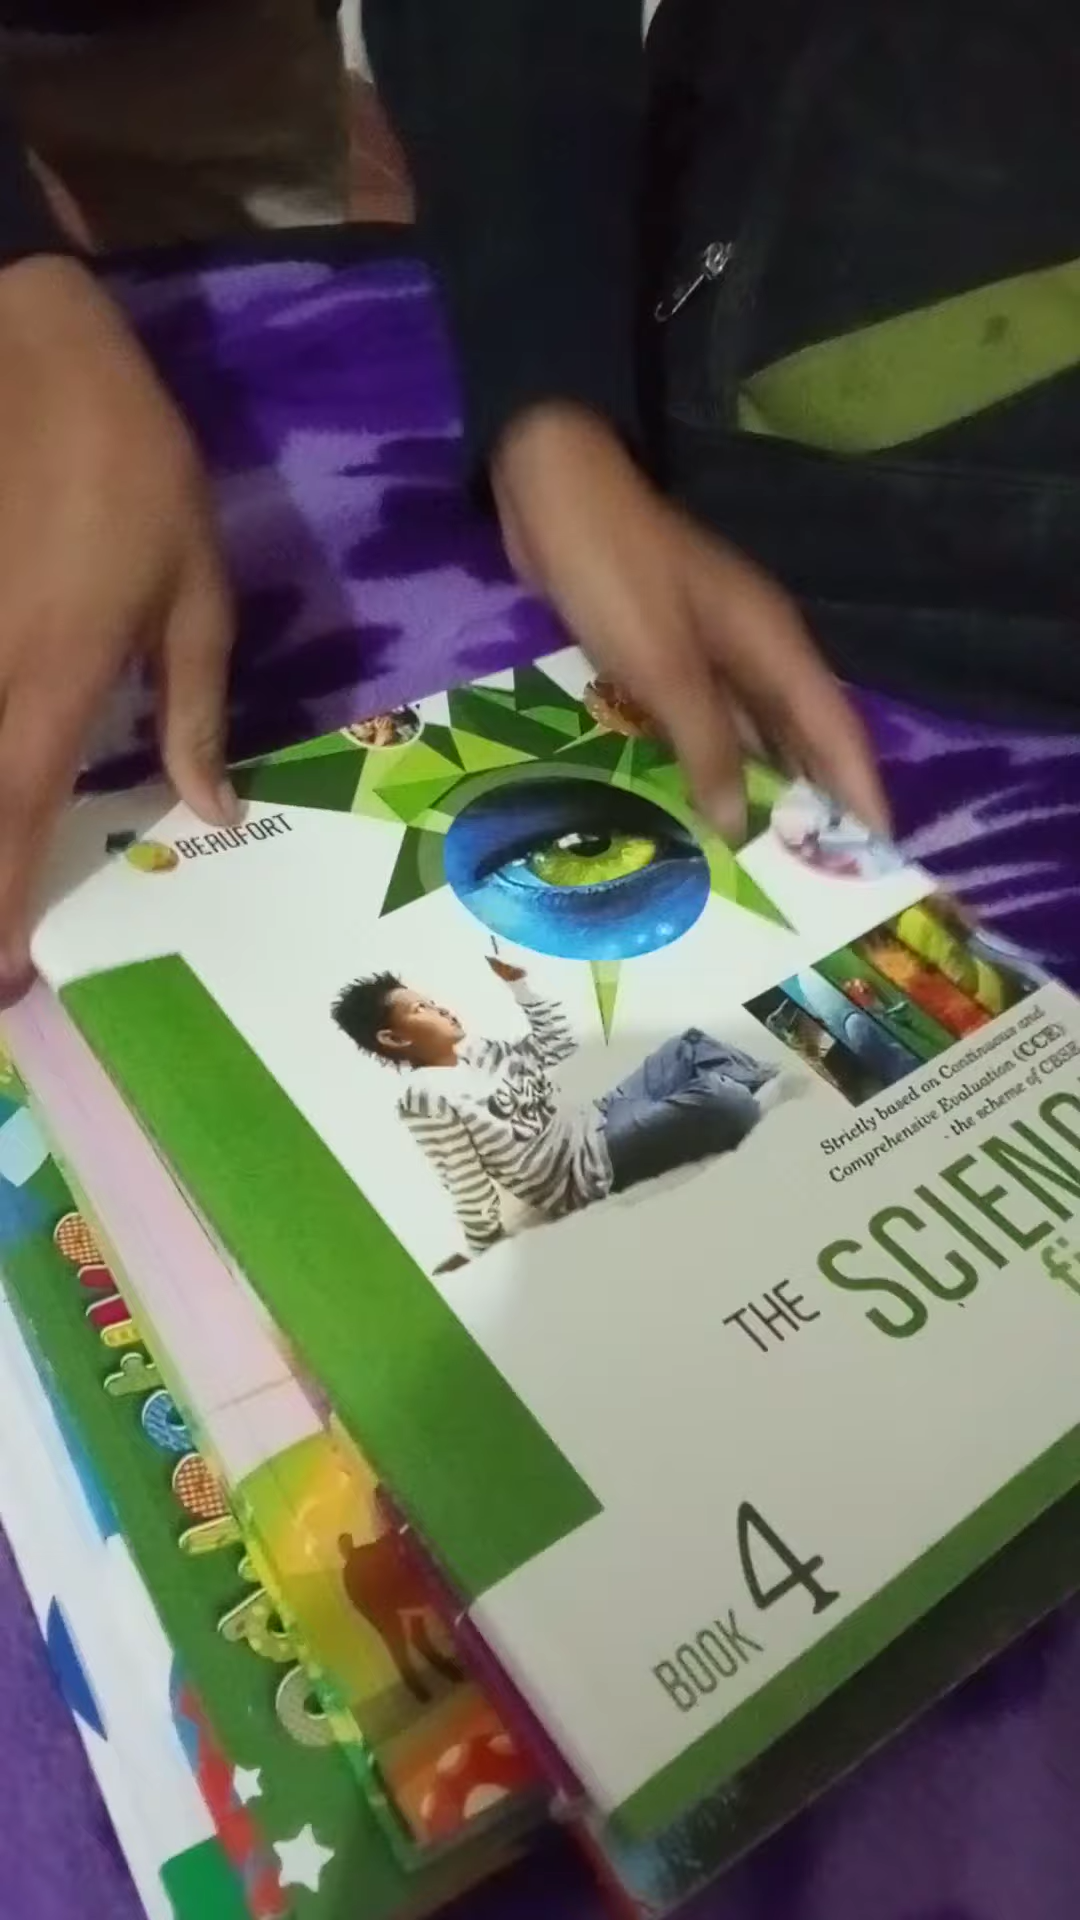 BEAUFORT
Strictly based on Continuous and
Comprehensive Evaluation (CCE)
the scheme of CBSE
THE
BOOK 4